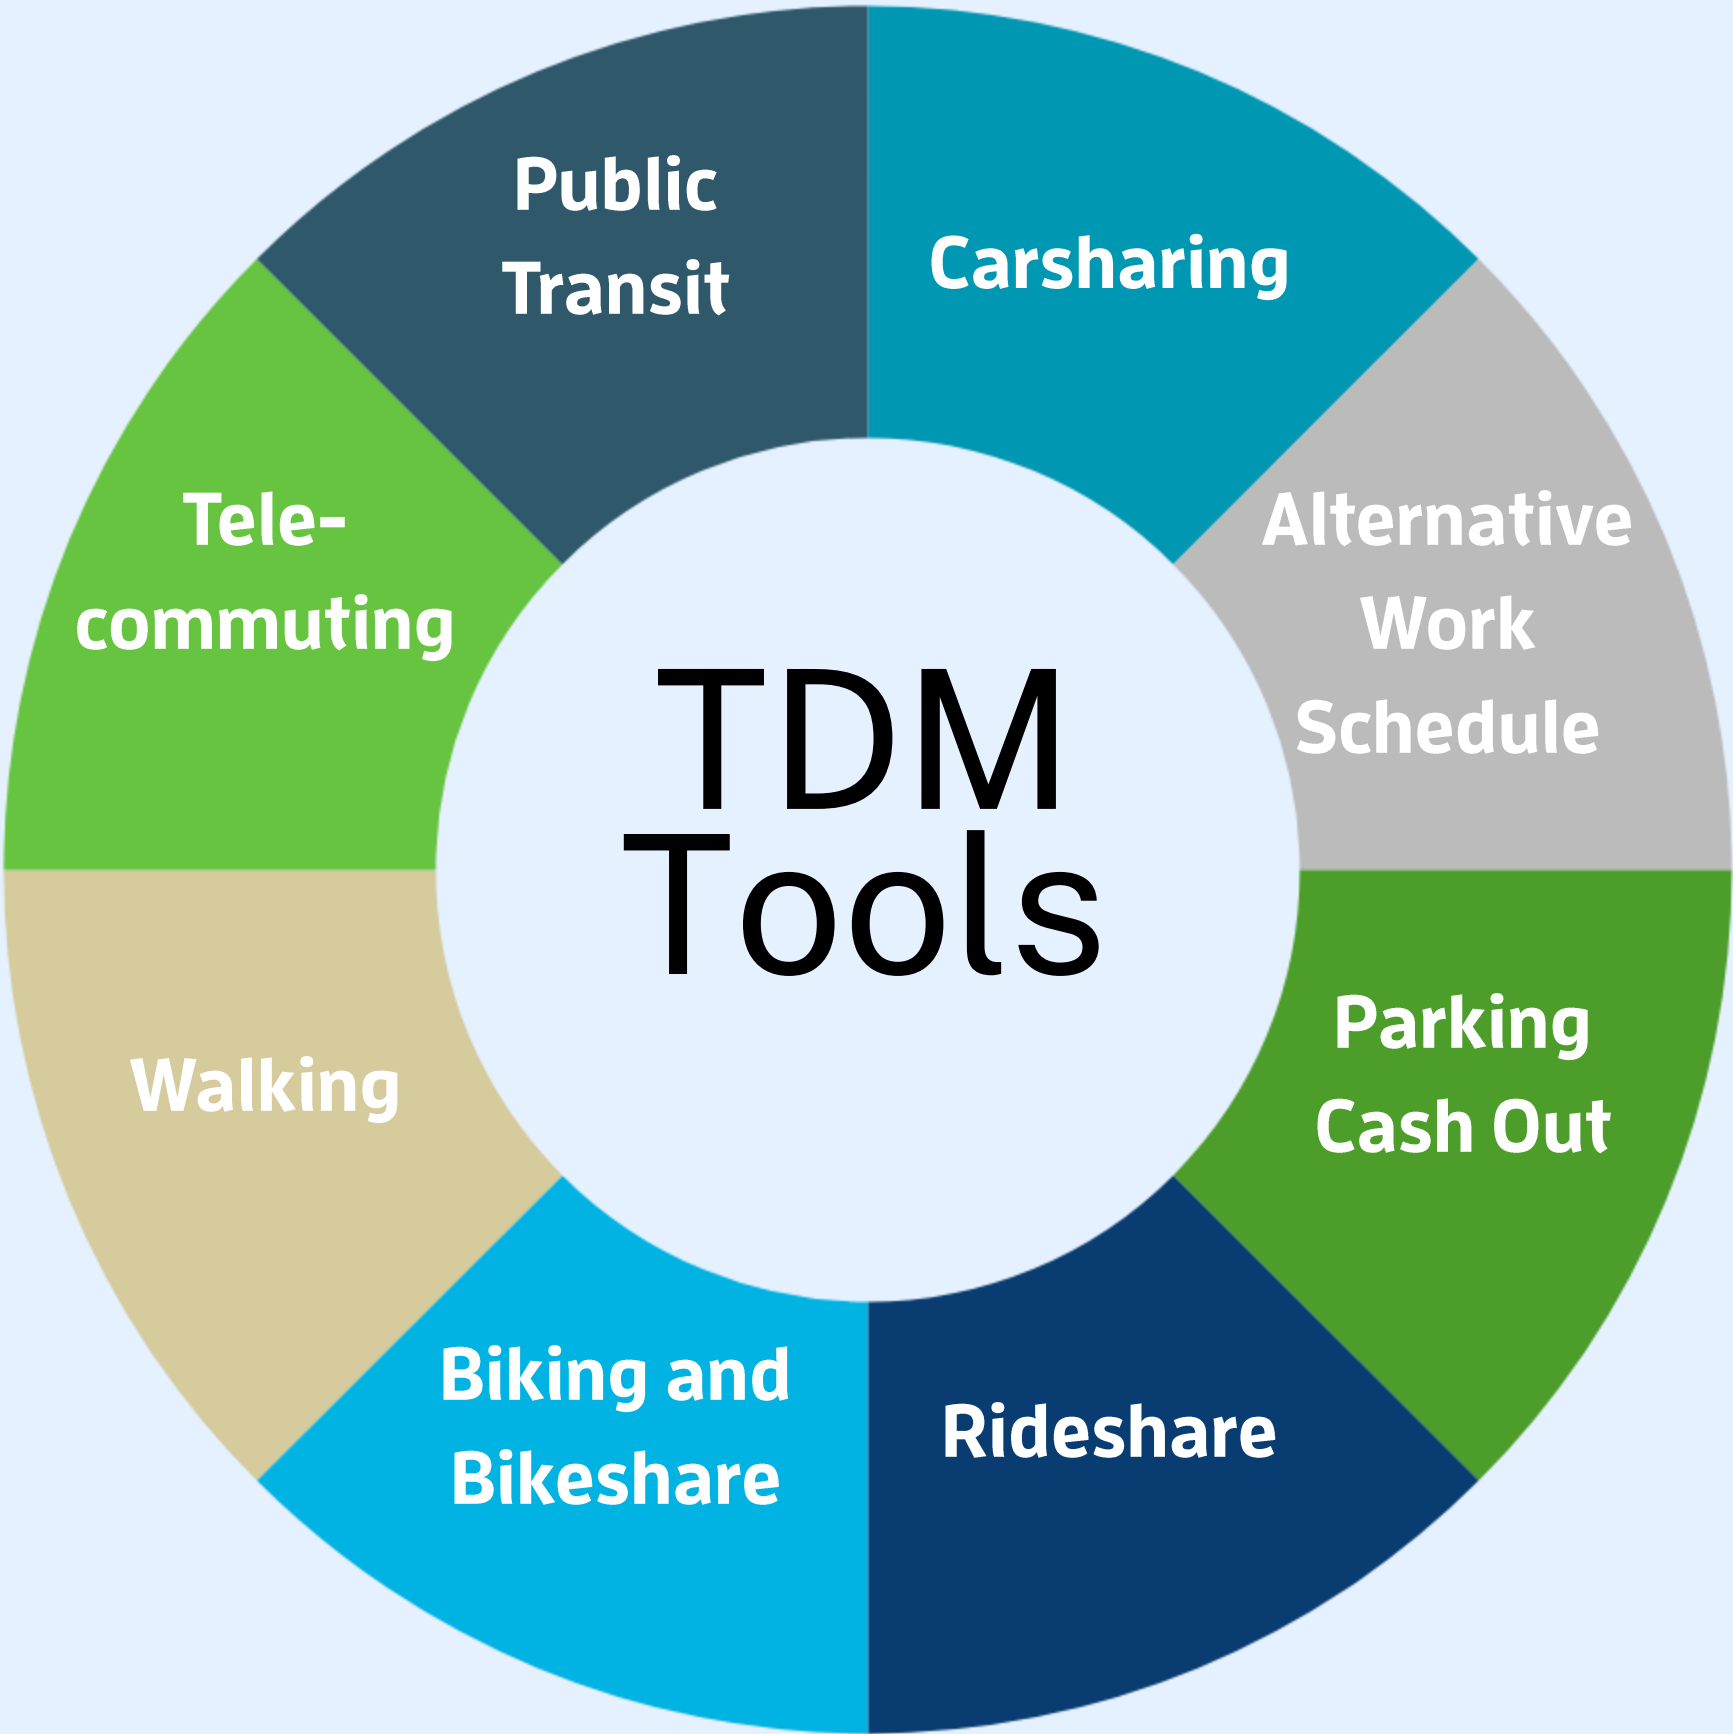 Public
Transit
Carsharing
Alternative
Work
Schedule
Parking
Cash Out
Rideshare
Biking and
Bikeshare
Walking
Tele-
commuting
TDM
Tools